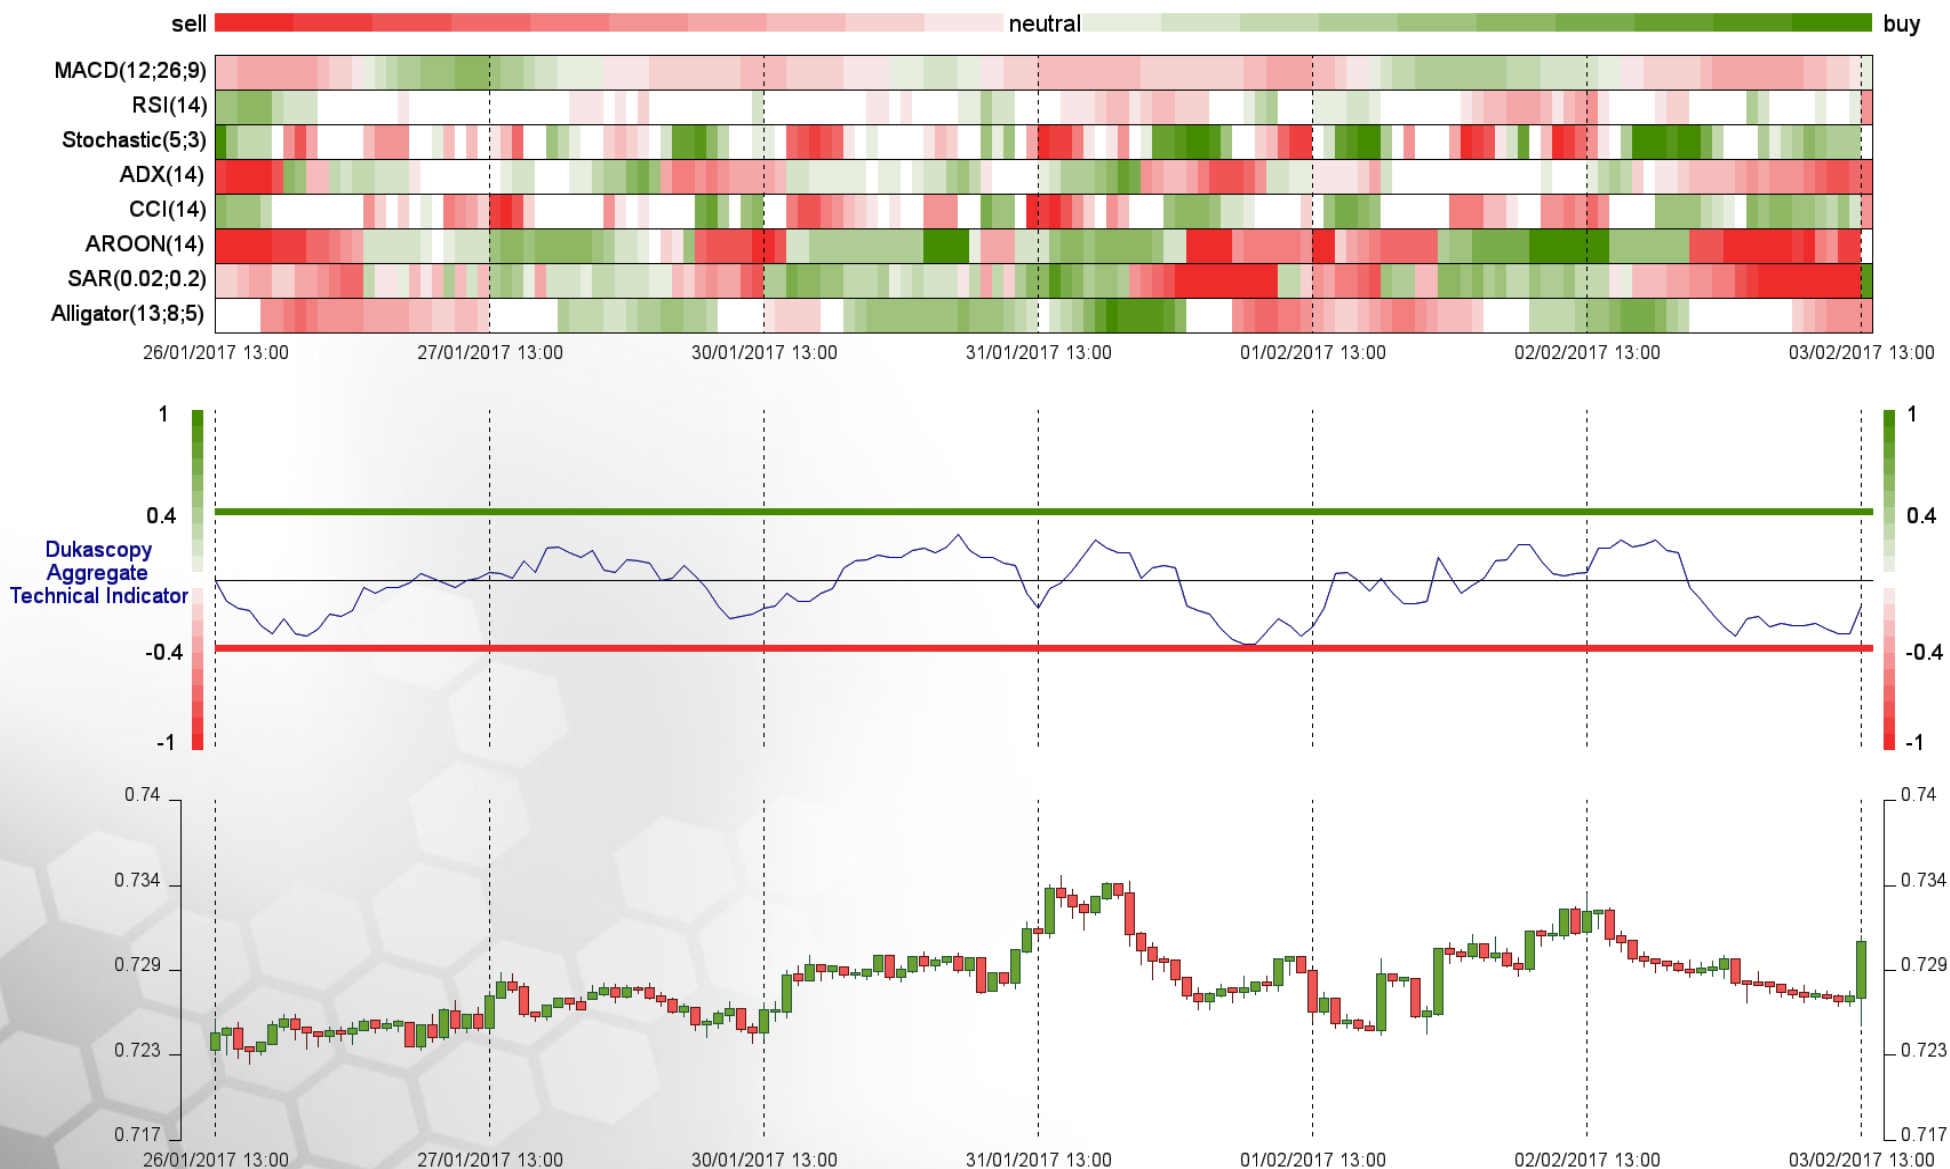 sell neutral buy
MACD(12;26;9)
RSI(14)
Stochastic(5;3)
ADX(14)
CCI(14)
AROON(14)
SAR(0.02;0.2)
Alligator(13;8;5)
26/01/2017 13:00 27/01/2017 13:00 30/01/2017 13:00 31/01/2017 13:00 01/02/2017 13:00 02/02/2017 13:00 03/02/2017 13:00
1 1
0.4 0.4
Dukascopy
Aggregate
Technical Indicator
-0.4 -0.4
-1 -1
0.74 0.74
0.734 0.734
0.729 0.729
0.723 0.723
0.717 0.717
26/01/2017 13:00 27/01/2017 13:00 30/01/2017 13:00 31/01/2017 13:00 01/02/2017 13:00 02/02/2017 13:00 03/02/2017 13:00